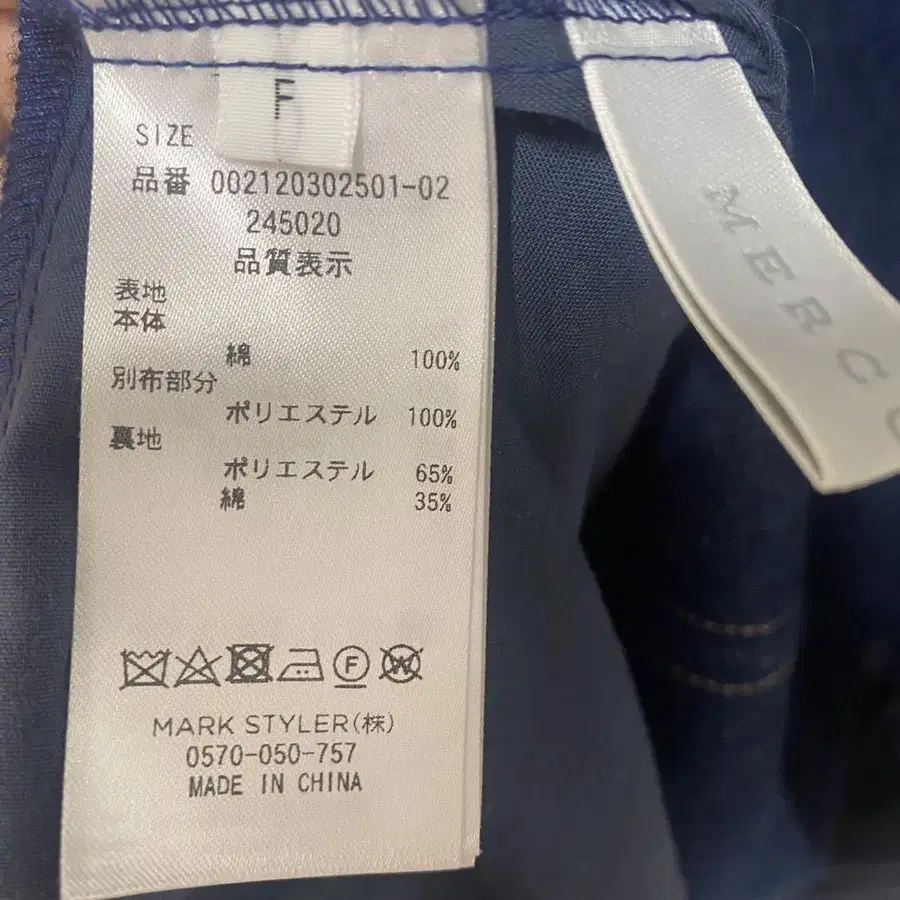 F
SIZE
品番 002120302501-02
245020
品質表示
表地
本体
綿 100%
別布部分
ポリエステル 100%
裏地
ポリエステル 65%
綿 35%
F W
MARK STYLER(株)
0570-050-757
MADE IN CHINA
MERC